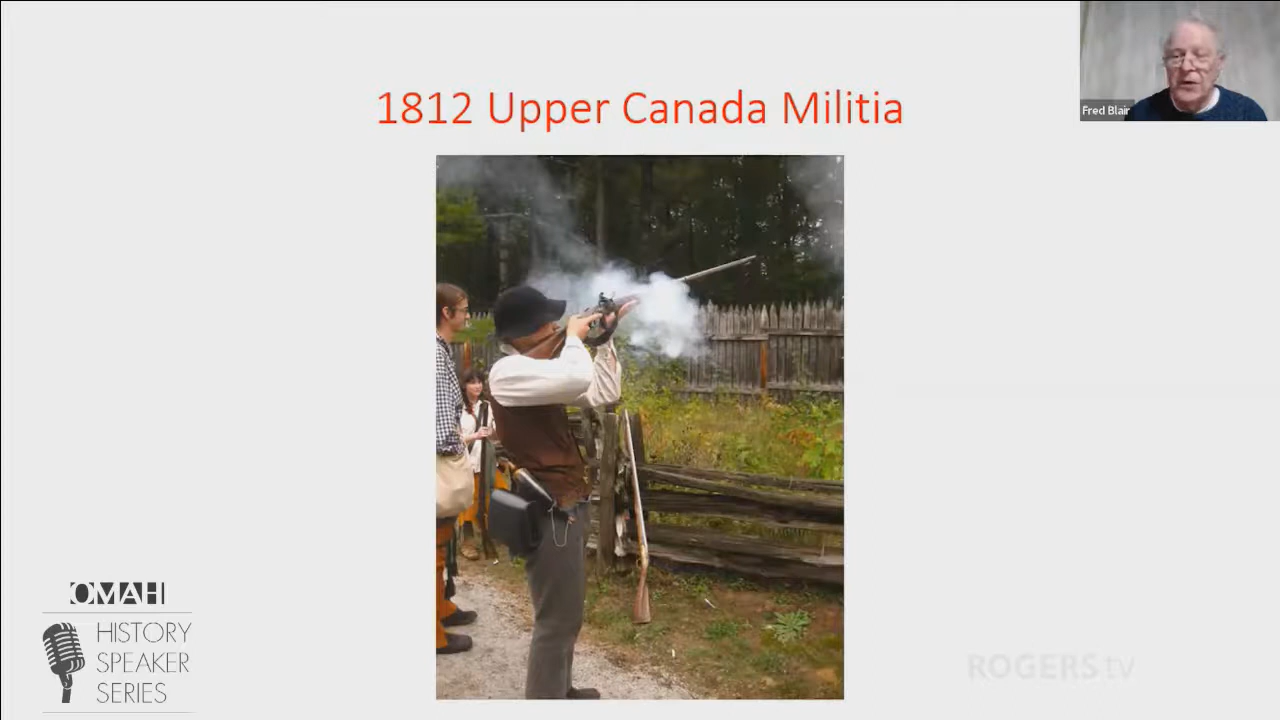 1812 Upper Canada Militia
Fred Blair
OMAH
HISTORY
SPEAKER
SERIES
ROGERS tv